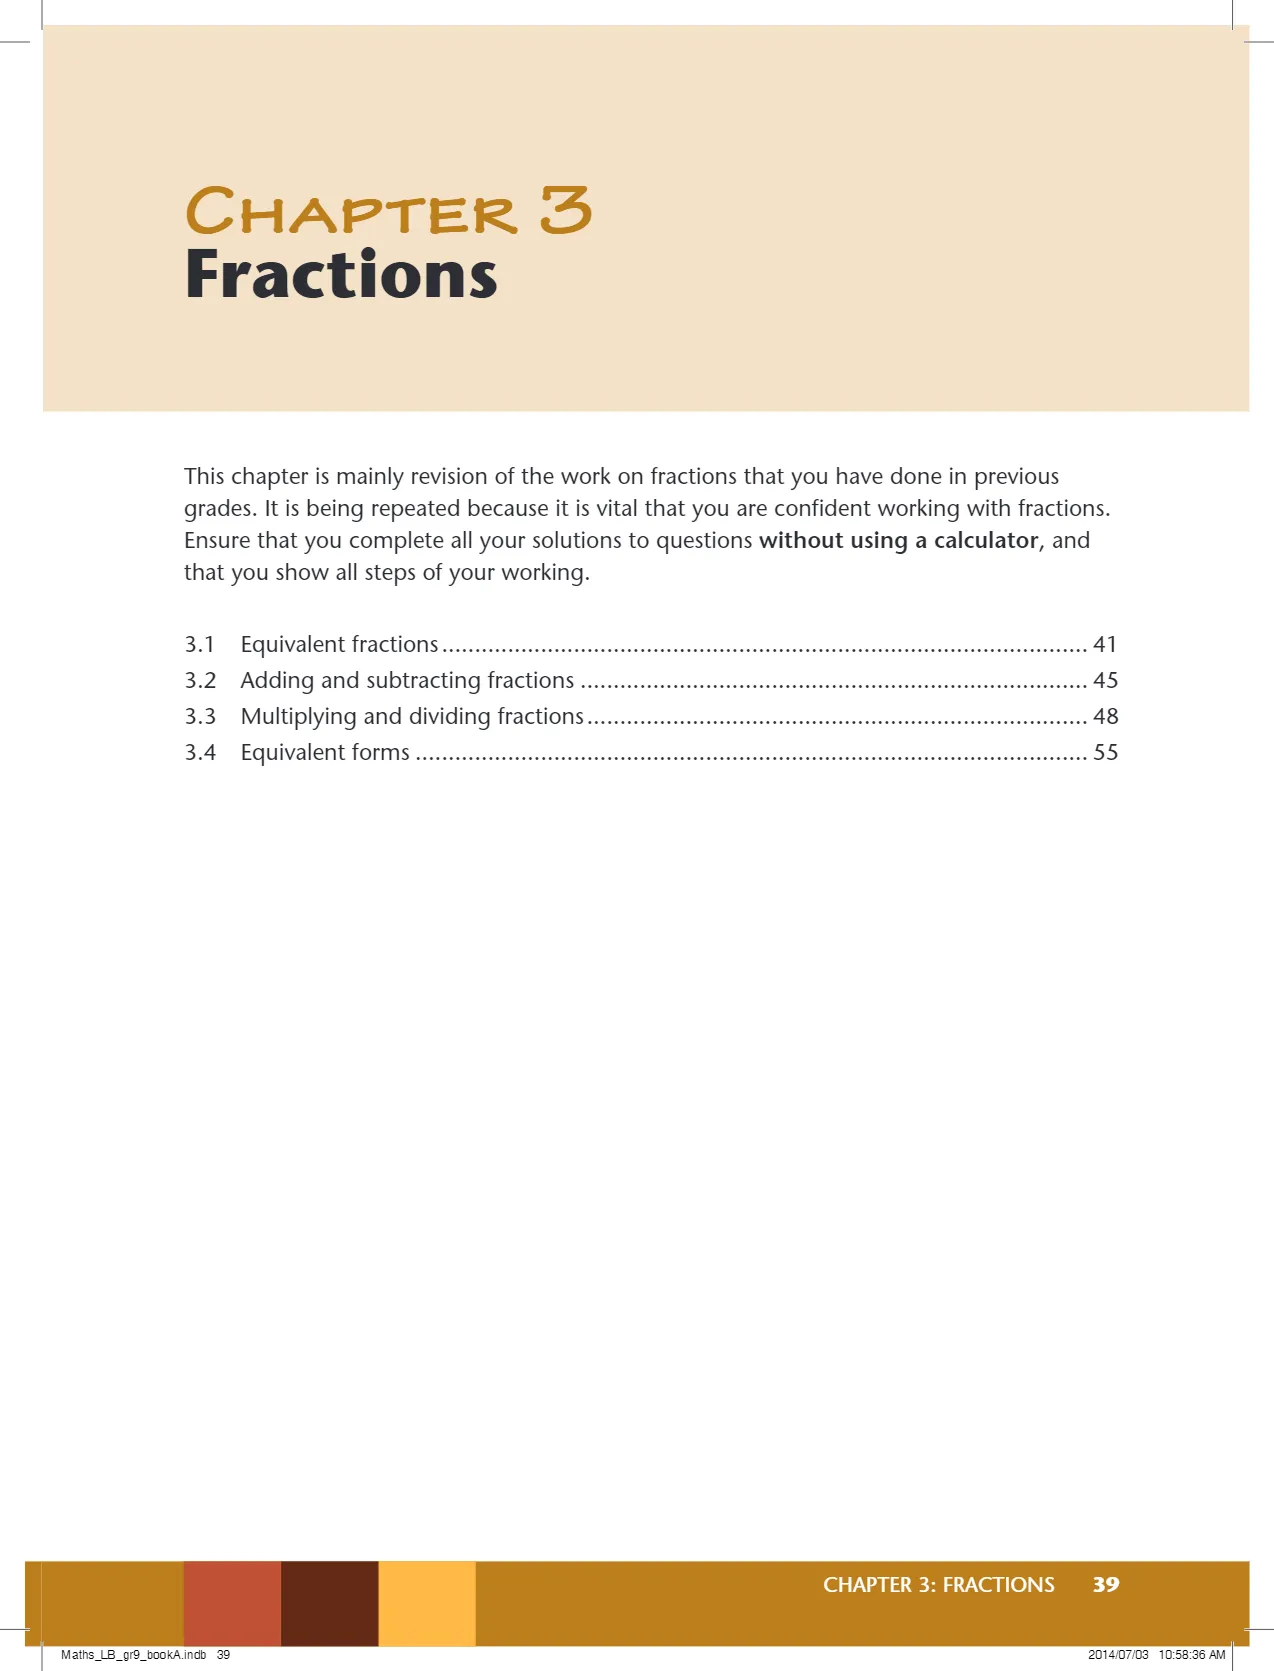 CHAPTER 3
Fractions
This chapter is mainly revision of the work on fractions that you have done in previous
grades. It is being repeated because it is vital that you are confident working with fractions.
Ensure that you complete all your solutions to questions without using a calculator, and
that you show all steps of your working.
3.1 Equivalent fractions .......... 41
3.2 Adding and subtracting fractions .......... 45
3.3 Multiplying and dividing fractions .......... 48
3.4 Equivalent forms .......... 55
CHAPTER 3: FRACTIONS 39
Maths_LB_gr9_bookA.indb 39 2014/07/03 10:58:36 AM